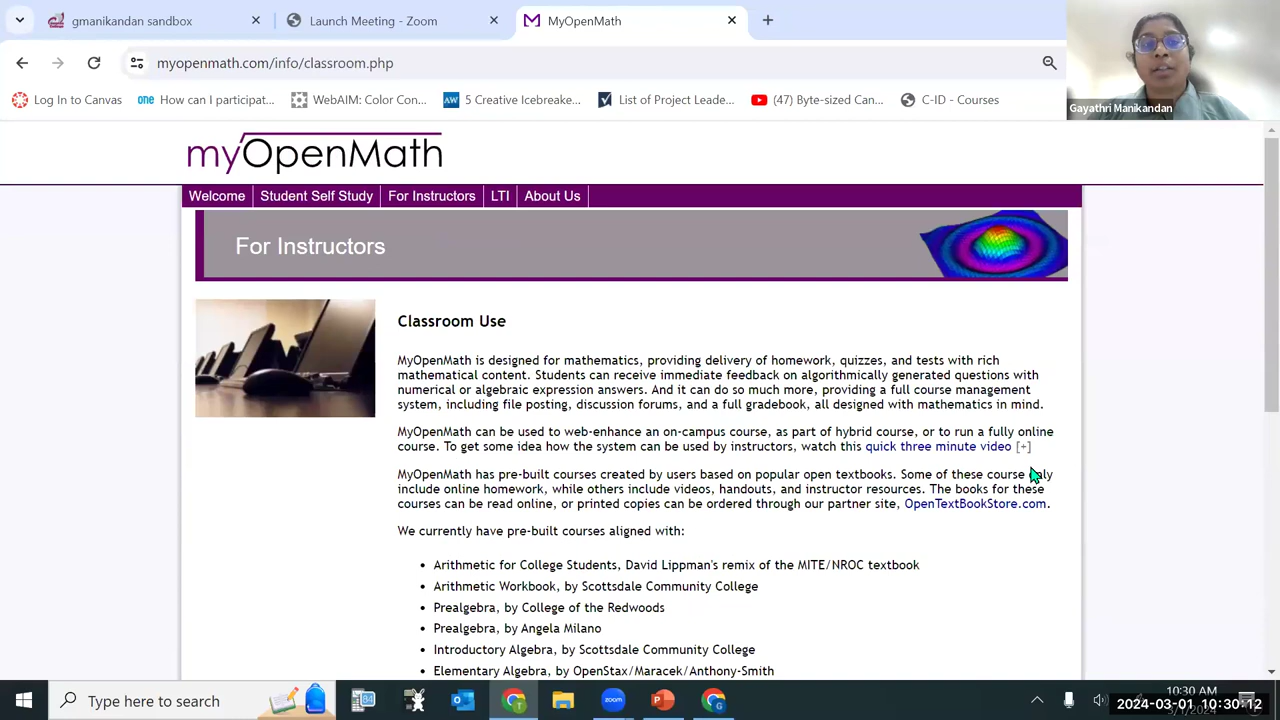 gmanikandan sandbox
Launch Meeting - Zoom
MyOpenMath
myopenmath.com/info/classroom.php
Log in to Canvas
one How can I participat...
WebAIM: Color Con...
AW 5 Creative Icebreake...
List of Project Leade...
(47) Byte-sized Can...
C-ID - Courses
Gayathri Manikandan
myOpenMath
Welcome
Student Self Study
For Instructors
LTI
About Us
For Instructors
Classroom Use
MyOpenMath is designed for mathematics, providing delivery of homework, quizzes, and tests with rich
mathematical content. Students can receive immediate feedback on algorithmically generated questions with
numerical or algebraic expression answers. And it can do so much more, providing a full course management
system, including file posting, discussion forums, and a full gradebook, all designed with mathematics in mind.
MyOpenMath can be used to web-enhance an on-campus course, as part of hybrid course, or to run a fully online
course. To get some idea how the system can be used by instructors, watch this quick three minute video [+]
MyOpenMath has pre-built courses created by users based on popular open textbooks. Some of these course only
include online homework, while others include videos, handouts, and instructor resources. The books for these
courses can be read online, or printed copies can be ordered through our partner site, OpenTextBookStore.com.
We currently have pre-built courses aligned with:
• Arithmetic for College Students, David Lippman's remix of the MITE/NROC textbook
• Arithmetic Workbook, by Scottsdale Community College
• Prealgebra, by College of the Redwoods
• Prealgebra, by Angela Milano
• Introductory Algebra, by Scottsdale Community College
• Elementary Algebra, by OpenStax/Maracek/Anthony-Smith
Type here to search
zoom
10:30 AM
2024-03-01 10:30:12